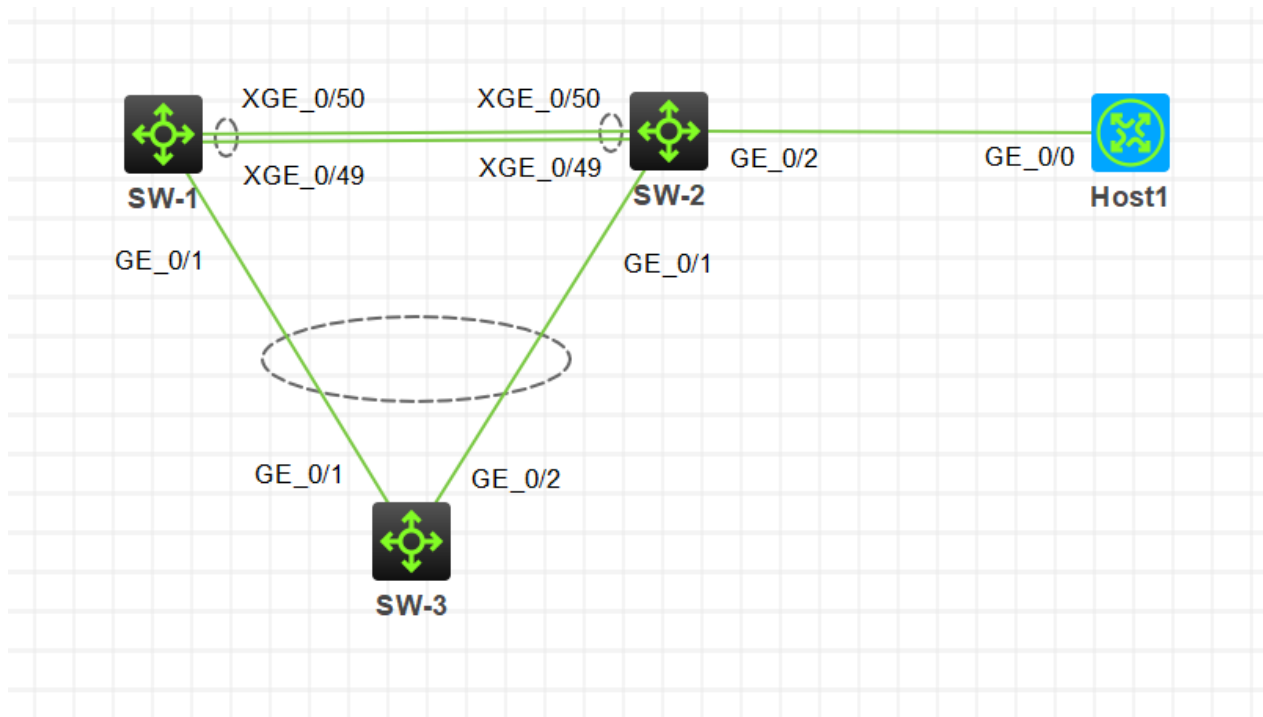 XGE_0/50
XGE_0/50
XGE_0/49
XGE_0/49
GE_0/2
GE_0/0
SW-1
SW-2
Host1
GE_0/1
GE_0/1
GE_0/1
GE_0/2
SW-3